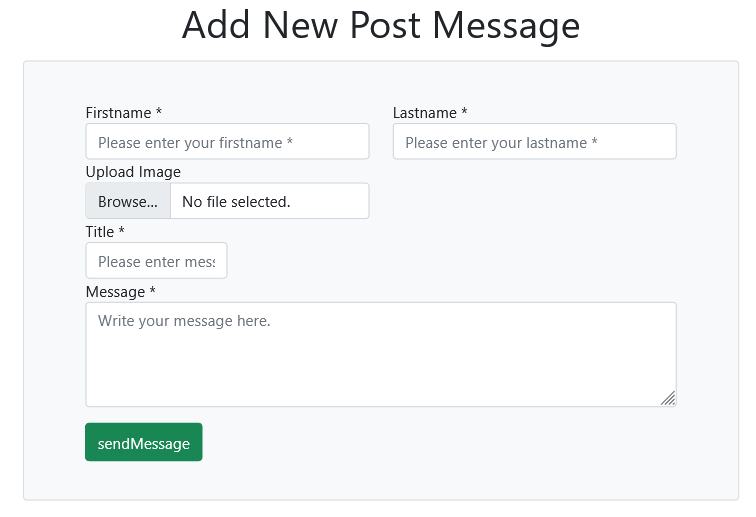 Add New Post Message
Firstname * Lastname *
Please enter your firstname * Please enter your lastname *
Upload Image
Browse... No file selected.
Title *
Please enter mess
Message *
Write your message here.
sendMessage